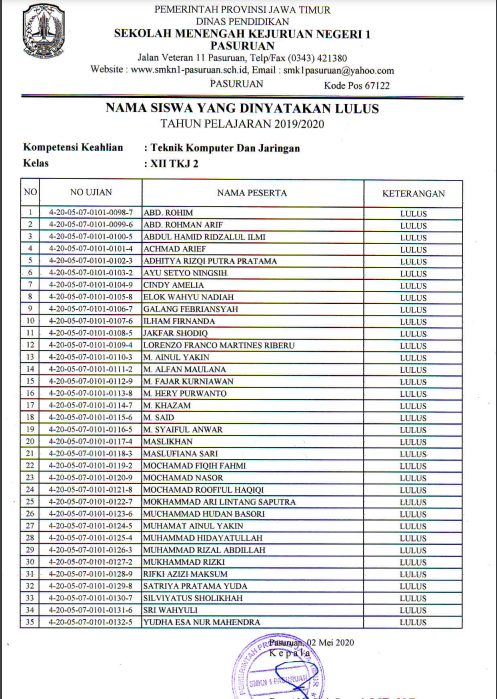 PEMERINTAH PROVINSI JAWA TIMUR
DINAS PENDIDIKAN
SEKOLAH MENENGAH KEJURUAN NEGERI 1
PASURUAN
Jalan Veteran 11 Pasuruan, Telp/Fax (0343) 421380
Website : www.smkn1-pasuruan.sch.id, Email : smk1pasuruan@yahoo.com
PASURUAN Kode Pos 67122
NAMA SISWA YANG DINYATAKAN LULUS
TAHUN PELAJARAN 2019/2020
Kompetensi Keahlian : Teknik Komputer Dan Jaringan
Kelas : XII TKJ 2
NO NO UJIAN NAMA PESERTA KETERANGAN
1 4-20-05-07-0101-0098-7 ABD. ROHIM LULUS
2 4-20-05-07-0101-0099-6 ABD. ROHMAN ARIF LULUS
3 4-20-05-07-0101-0100-5 ABDUL HAMID RIDZALUL ILMI LULUS
4 4-20-05-07-0101-0101-4 ACHMAD ARIEF LULUS
5 4-20-05-07-0101-0102-3 ADHITYA RIZQI PUTRA PRATAMA LULUS
6 4-20-05-07-0101-0103-2 AYU SETYO NINGSIH LULUS
7 4-20-05-07-0101-0104-9 CINDY AMELIA LULUS
8 4-20-05-07-0101-0105-8 ELOK WAHYU NADIAH LULUS
9 4-20-05-07-0101-0106-7 GALANG FEBRIANSYAH LULUS
10 4-20-05-07-0101-0107-6 ILHAM FIRNANDA LULUS
11 4-20-05-07-0101-0108-5 JAKFAR SHODIQ LULUS
12 4-20-05-07-0101-0109-4 LORENZO FRANCO MARTINES RIBERU LULUS
13 4-20-05-07-0101-0110-3 M. AINUL YAKIN LULUS
14 4-20-05-07-0101-0111-2 M. ALFAN MAULANA LULUS
15 4-20-05-07-0101-0112-9 M. FAJAR KURNIAWAN LULUS
16 4-20-05-07-0101-0113-8 M. HERY PURWANTO LULUS
17 4-20-05-07-0101-0114-7 M. KHAZAM LULUS
18 4-20-05-07-0101-0115-6 M. SAID LULUS
19 4-20-05-07-0101-0116-5 M. SYAIFUL ANWAR LULUS
20 4-20-05-07-0101-0117-4 MASLIKHAN LULUS
21 4-20-05-07-0101-0118-3 MASLUFIANA SARI LULUS
22 4-20-05-07-0101-0119-2 MOCHAMAD FIQIH FAHMI LULUS
23 4-20-05-07-0101-0120-9 MOCHAMAD NASOR LULUS
24 4-20-05-07-0101-0121-8 MOCHAMAD ROOFI'UL HAQIQI LULUS
25 4-20-05-07-0101-0122-7 MOKHAMMAD ARI LINTANG SAPUTRA LULUS
26 4-20-05-07-0101-0123-6 MUCHAMMAD HUDAN BASORI LULUS
27 4-20-05-07-0101-0124-5 MUHAMAT AINUL YAKIN LULUS
28 4-20-05-07-0101-0125-4 MUHAMMAD HIDAYATULLAH LULUS
29 4-20-05-07-0101-0126-3 MUHAMMAD RIZAL ABDILLAH LULUS
30 4-20-05-07-0101-0127-2 MUKHAMMAD RIZKI LULUS
31 4-20-05-07-0101-0128-9 RIFKI AZIZI MAKSUM LULUS
32 4-20-05-07-0101-0129-8 SATRIYA PRATAMA YUDA LULUS
33 4-20-05-07-0101-0130-7 SILVIYATUS SHOLIKHAH LULUS
34 4-20-05-07-0101-0131-6 SRI WAHYULI LULUS
35 4-20-05-07-0101-0132-5 YUDHA ESA NUR MAHENDRA LULUS
Pasuruan, 02 Mei 2020
Kepala
PEMERINTAH PROVINSI JAWA TIMUR
SMKN 1 PASURUAN